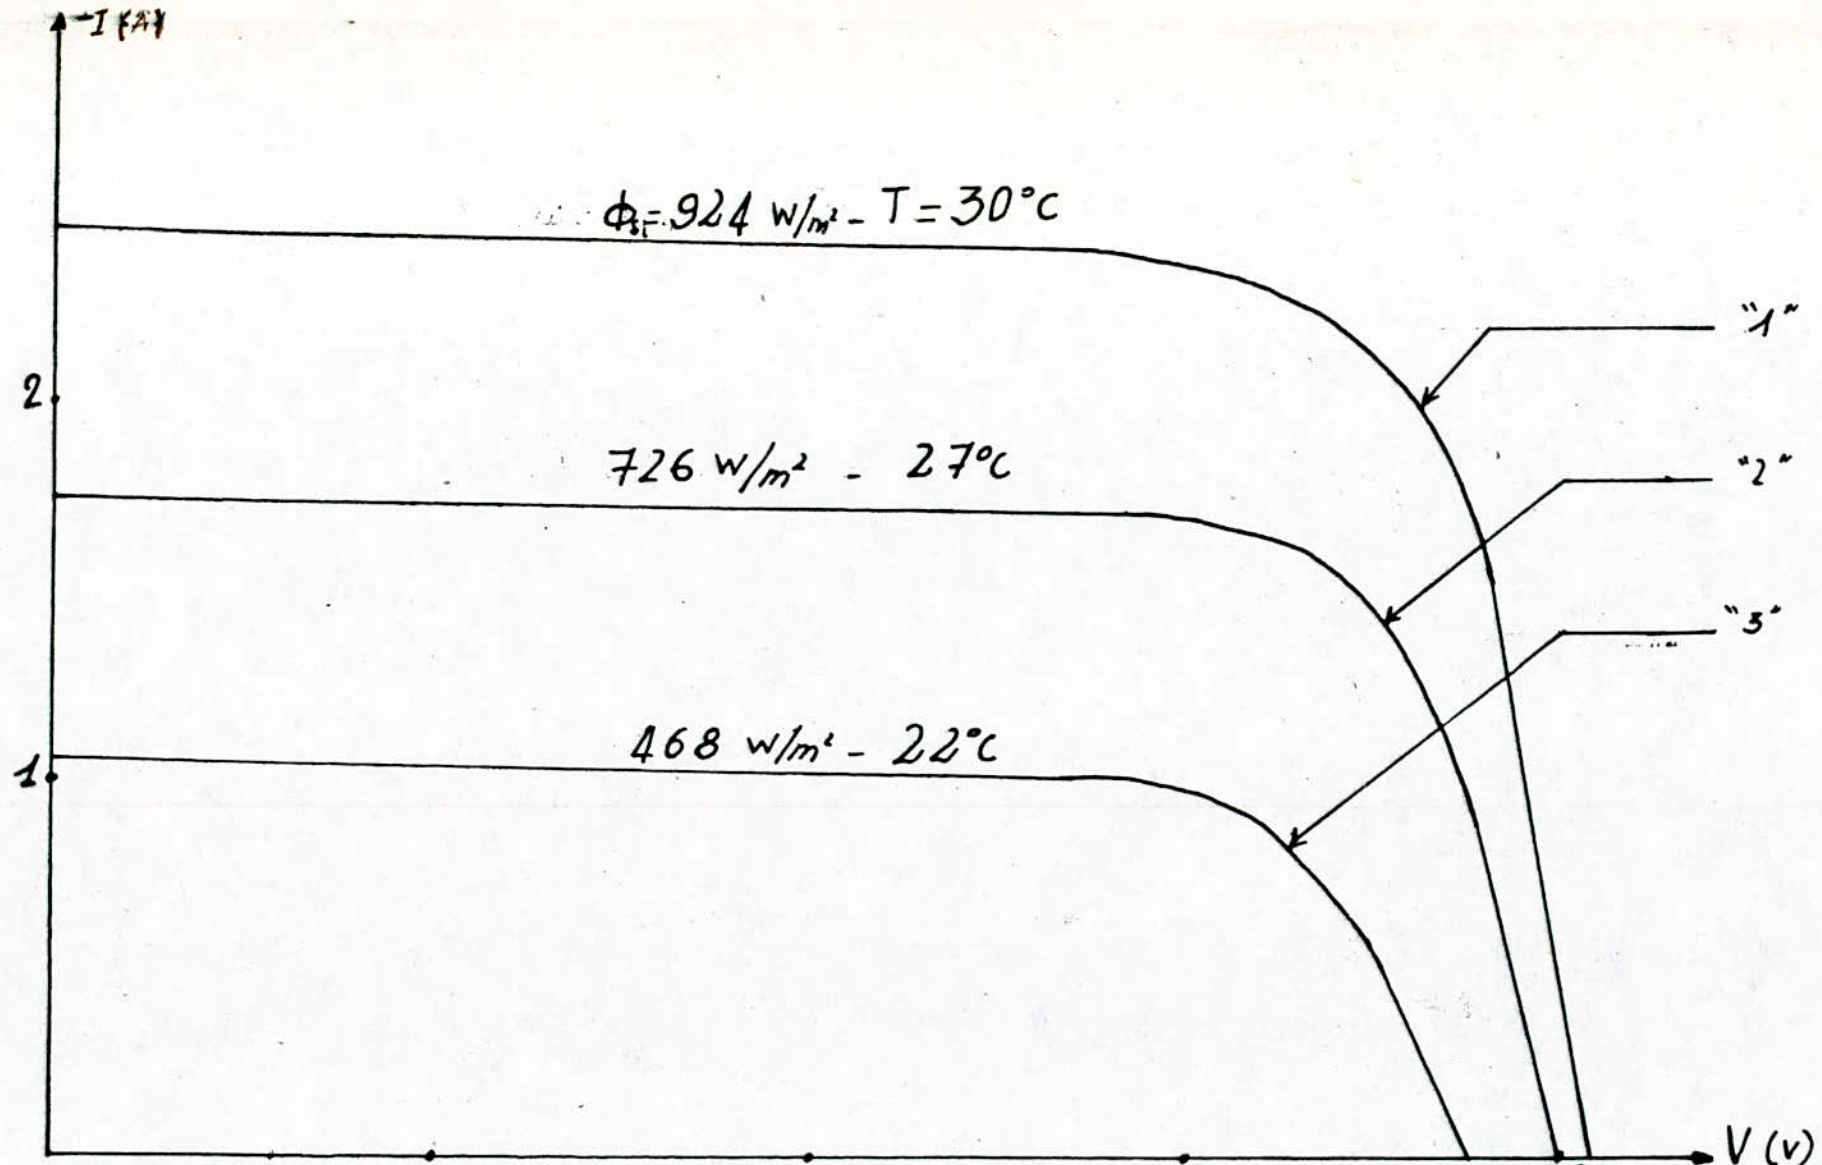 I (A)
Φ = 924 W/m² - T = 30°C
"1"
2
726 W/m² - 27°C
"2"
"3"
468 W/m² - 22°C
1
V (V)